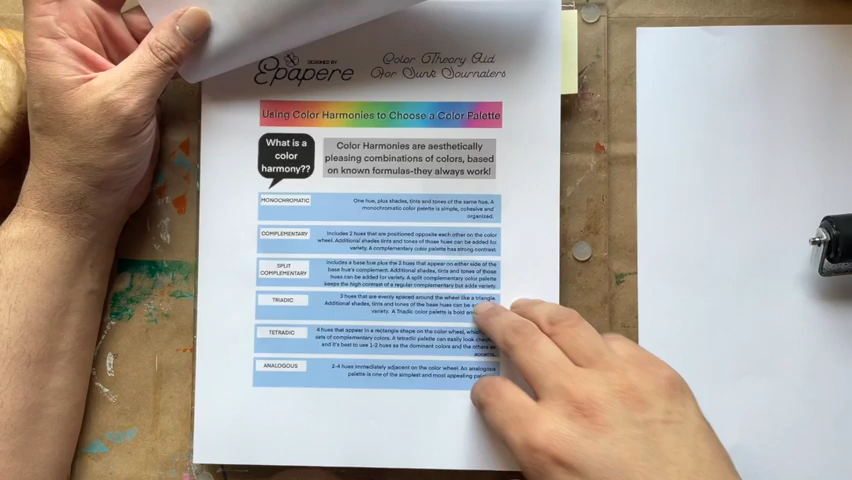 DESIGNED BY
Epapere
Color Theory Aid
For Junk Journalers
Using Color Harmonies to Choose a Color Palette
What is a
color
harmony??
Color Harmonies are aesthetically
pleasing combinations of colors, based
on known formulas-they always work!
MONOCHROMATIC
One hue, plus shades, tints and tones of the same hue. A
monochromatic color palette is simple, cohesive and
organized.
COMPLEMENTARY
Includes 2 hues that are positioned opposite each other on the color
wheel. Additional shades tints and tones of those hues can be added for
variety. A complementary color palette has strong contrast.
SPLIT
COMPLEMENTARY
Includes a base hue plus the 2 hues that appear on either side of the
base hue's complement. Additional shades, tints and tones of those
hues can be added for variety. A split complementary color palette
keeps the high contrast of a regular complementary but adds variety.
TRIADIC
3 hues that are evenly spaced around the wheel like a triangle.
Additional shades, tints and tones of the base hues can be
variety. A Triadic color palette is bold
TETRADIC
4 hues that appear in a rectangle shape on the color wheel,
sets of complementary colors. A tetradic palette can easily look
and it's best to use 1-2 hues as the dominant colors and the others as
accents.
ANALOGOUS
2-4 hues immediately adjacent on the color wheel. An analogous
palette is one of the simplest and most appealing